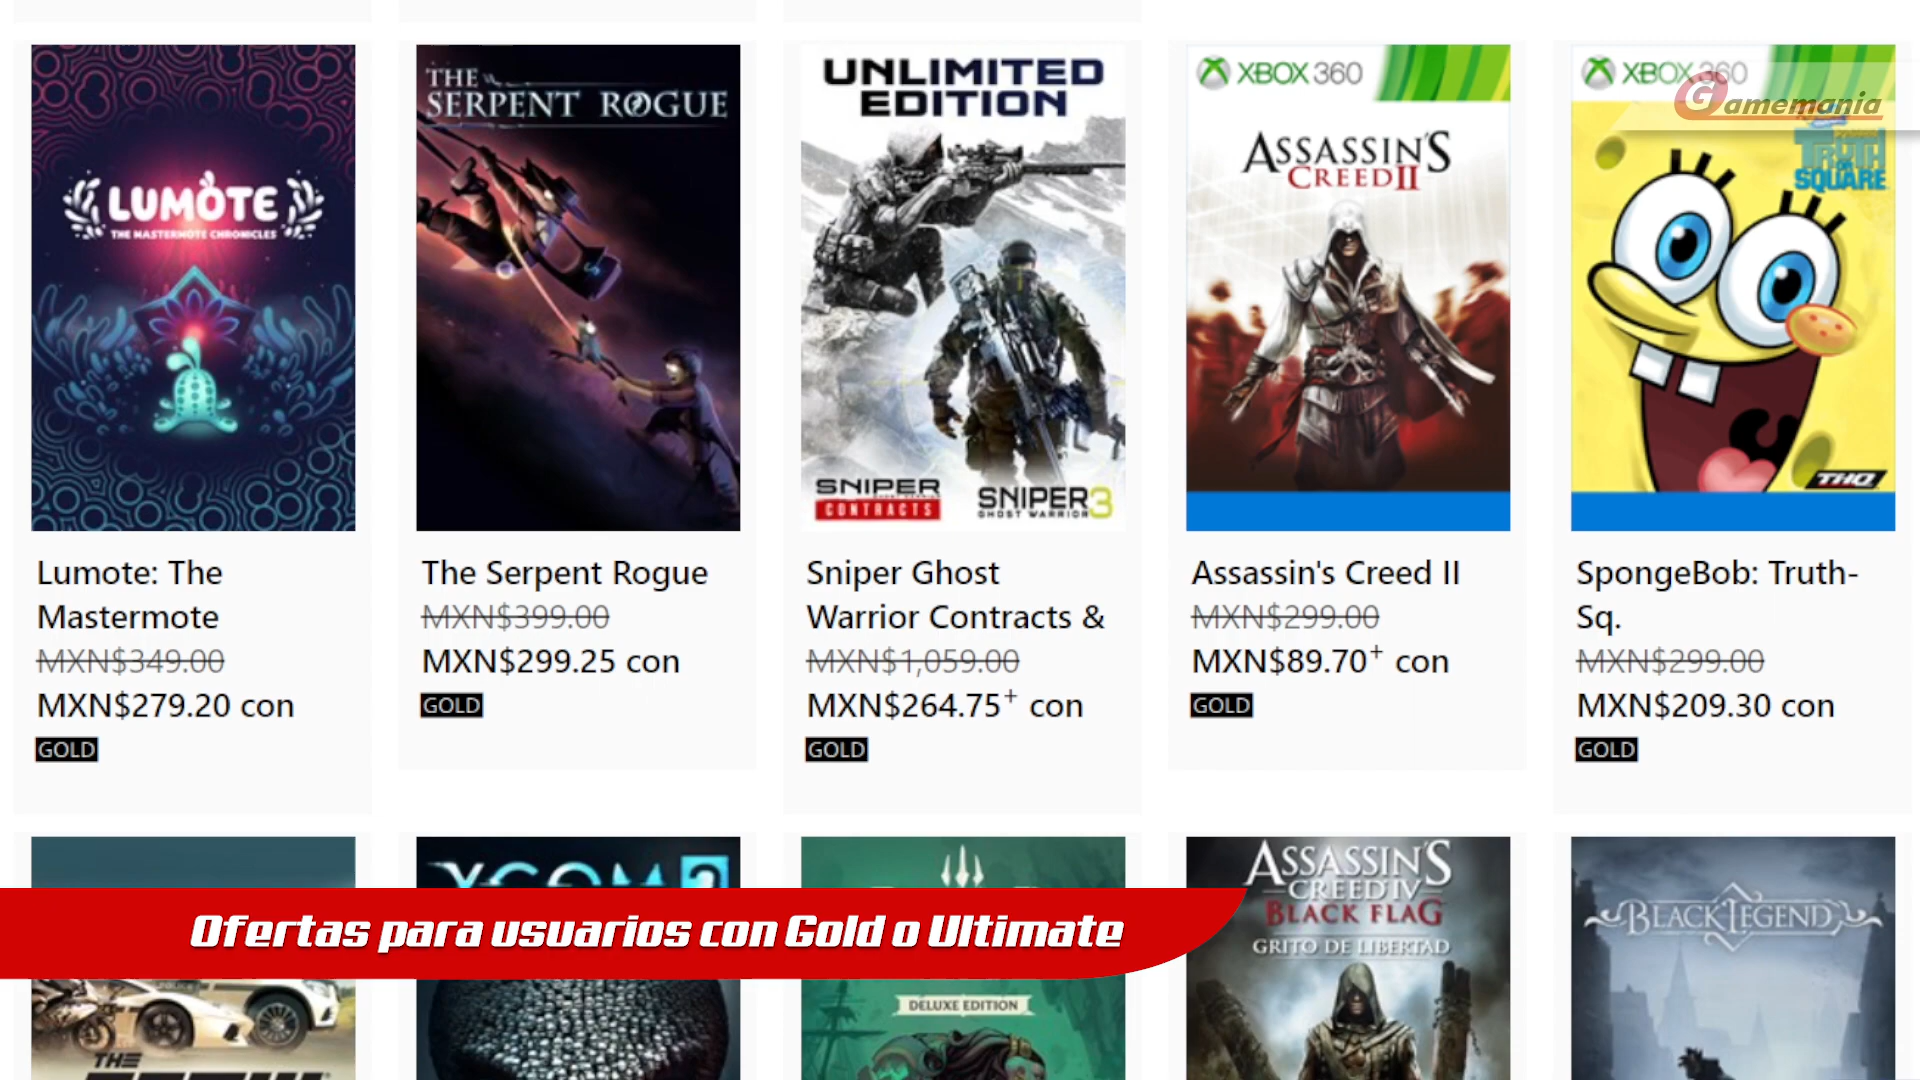 LUMOTE
THE MASTERMOTE CHRONICLES
THE
SERPENT ROGUE
UNLIMITED
EDITION
SNIPER
CONTRACTS
SNIPER 3
GHOST WARRIOR
XBOX 360
ASSASSIN'S
CREED II
XBOX 360
Gamemania
TRUTH
OR
SQUARE
THQ
Lumote: The
Mastermote
MXN$349.00
MXN$279.20 con
GOLD
The Serpent Rogue
MXN$399.00
MXN$299.25 con
GOLD
Sniper Ghost
Warrior Contracts &
MXN$1,059.00
MXN$264.75+ con
GOLD
Assassin's Creed II
MXN$299.00
MXN$89.70+ con
GOLD
SpongeBob: Truth-
Sq.
MXN$299.00
MXN$209.30 con
GOLD
THE
XCOM 2
DELUXE EDITION
ASSASSIN'S
CREED IV
BLACK FLAG
GRITO DE LIBERTAD
BLACK LEGEND
Ofertas para usuarios con Gold o Ultimate